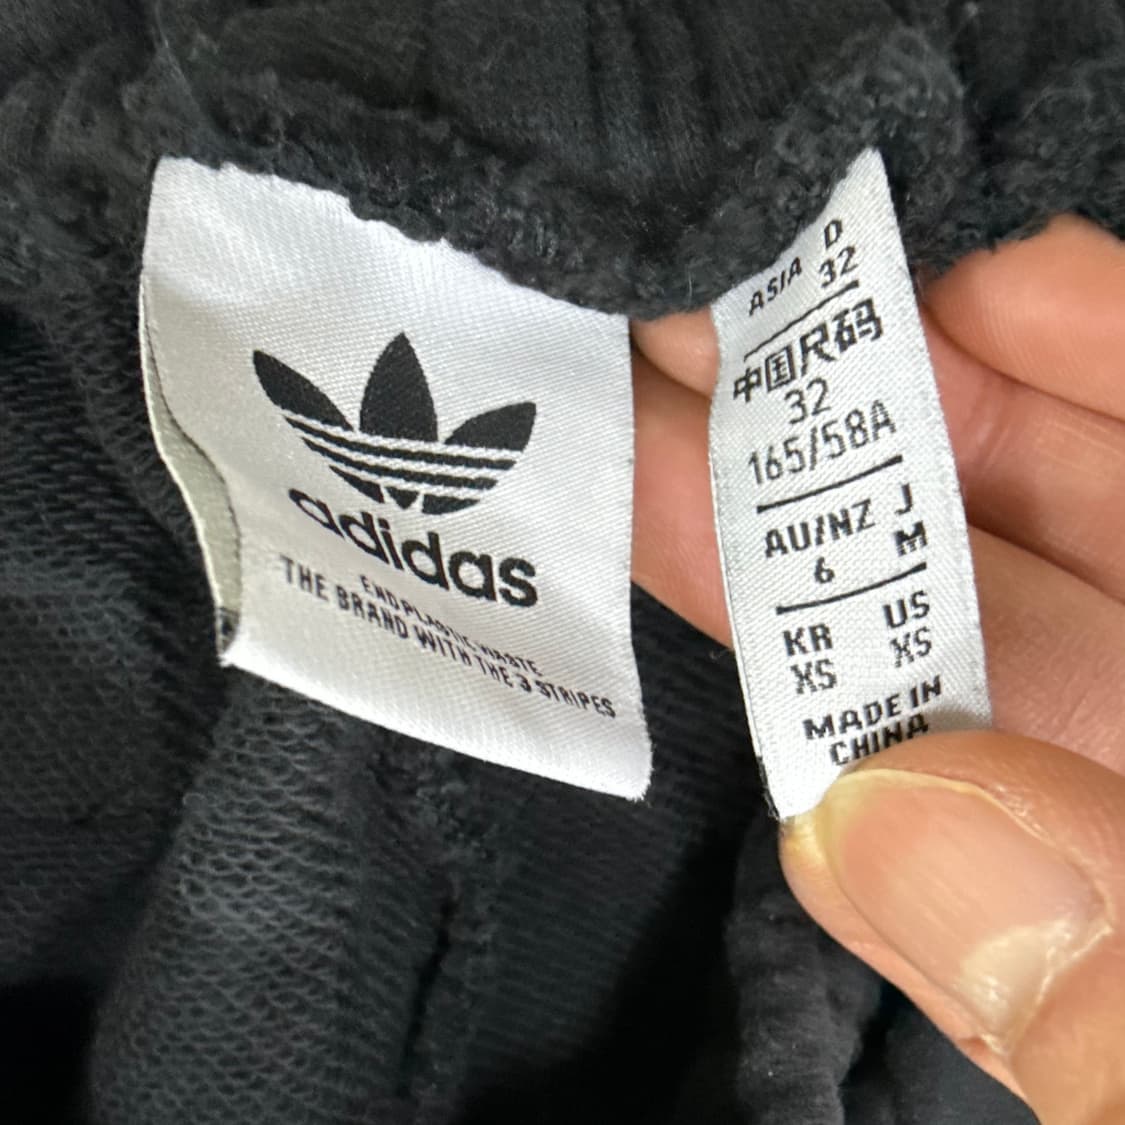 adidas
END PLASTIC WASTE
THE BRAND WITH THE 3 STRIPES
ASIA D
32
中国尺码
32
165/58A
AU/NZ J
6 M
KR US
XS XS
MADE IN
CHINA